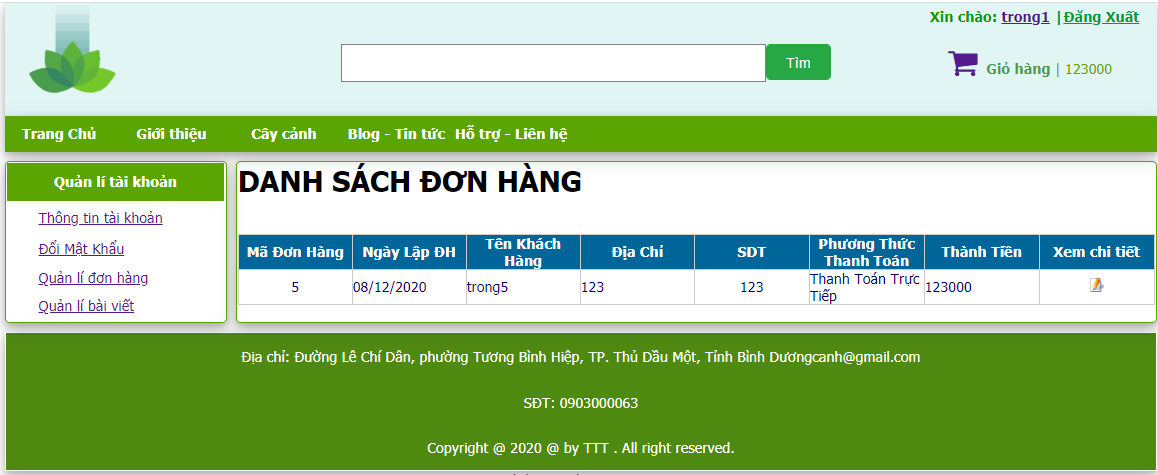 Xin chào: trong1 | Đăng Xuất
Tìm
Giỏ hàng | 123000
Trang Chủ Giới thiệu Cây cảnh Blog - Tin tức Hỗ trợ - Liên hệ
Quản lí tài khoản
Thông tin tài khoản
Đổi Mật Khẩu
Quản lí đơn hàng
Quản lí bài viết
DANH SÁCH ĐƠN HÀNG
Mã Đơn Hàng Ngày Lập ĐH Tên Khách Hàng Địa Chỉ SDT Phương Thức Thanh Toán Thành Tiền Xem chi tiết
5 08/12/2020 trong5 123 123 Thanh Toán Trực Tiếp 123000
Địa chỉ: Đường Lê Chí Dân, phường Tương Bình Hiệp, TP. Thủ Dầu Một, Tỉnh Bình Dươngcanh@gmail.com
SĐT: 0903000063
Copyright @ 2020 @ by TTT . All right reserved.